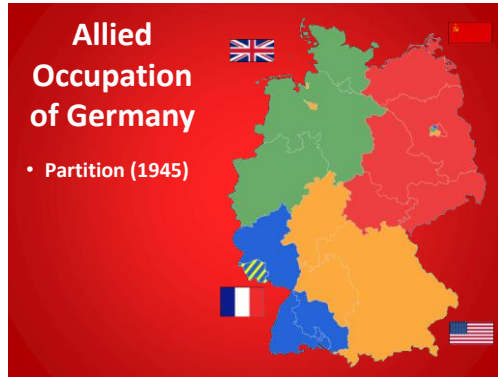 Allied
Occupation
of Germany
• Partition (1945)